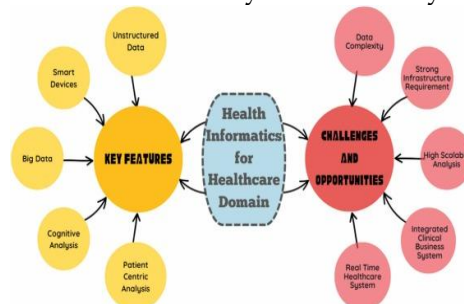 Unstructured
Data
Smart
Devices
Big Data
Cognitive
Analysis
Patient
Centric
Analysis
KEY FEATURES
Health
Informatics
for
Healthcare
Domain
CHALLENGES
AND
OPPORTUNITIES
Data
Complexity
Strong
Infrastructure
Requirement
High Scalab
Analysis
Integrated
Clinical
Business
System
Real Time
Healthcare
System